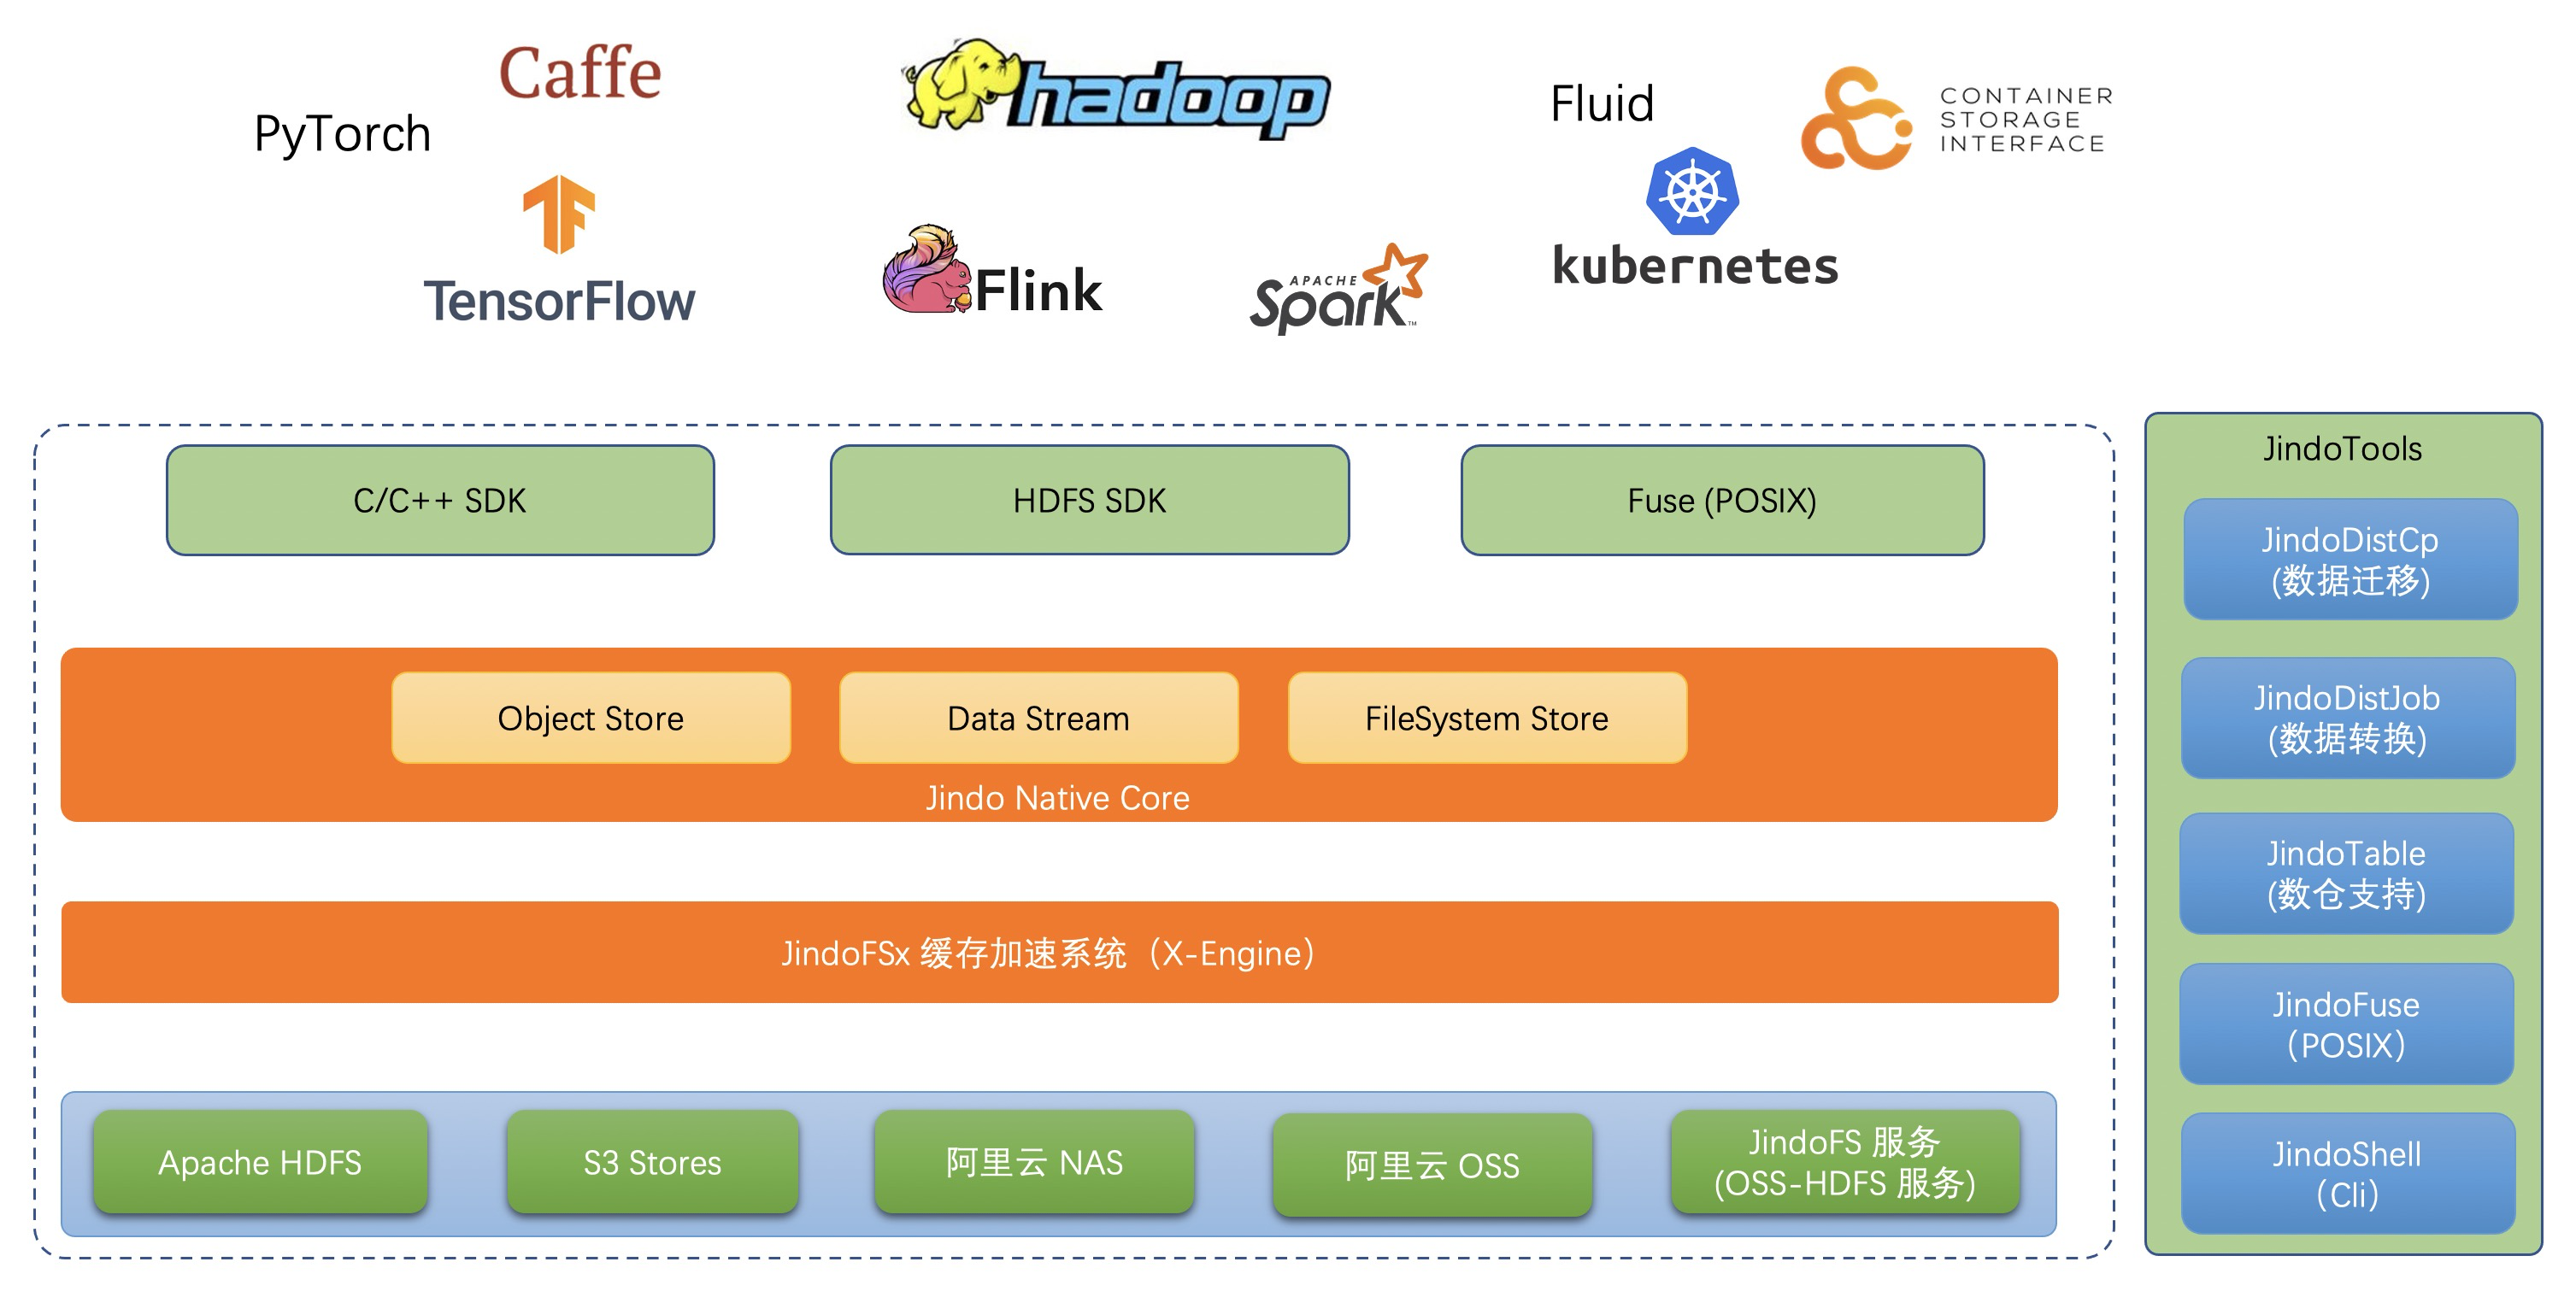 Caffe
PyTorch
TensorFlow
hadoop
Flink
APACHE
Spark™
Fluid
kubernetes
CONTAINER
STORAGE
INTERFACE
C/C++ SDK
HDFS SDK
Fuse (POSIX)
Object Store
Data Stream
FileSystem Store
Jindo Native Core
JindoFSx 缓存加速系统（X-Engine）
Apache HDFS
S3 Stores
阿里云 NAS
阿里云 OSS
JindoFS 服务
(OSS-HDFS 服务)
JindoTools
JindoDistCp
(数据迁移)
JindoDistJob
(数据转换)
JindoTable
(数仓支持)
JindoFuse
（POSIX）
JindoShell
（Cli）